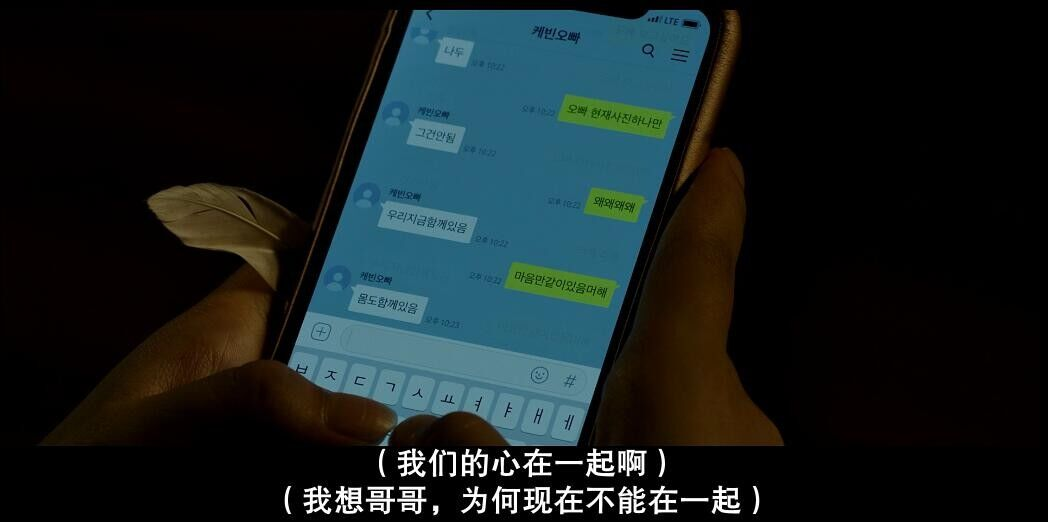 LTE
케빈오빠
나두
오후 10:22
오후 10:22
오빠 현재사진하나만
케빈오빠
그건안됨
오후 10:22
오후 10:22
왜왜왜왜
케빈오빠
우리지금함께있음
오후 10:22
오후 10:22
마음만같이있음머해
케빈오빠
몸도함께있음
오후 10:23
#
ㅂ ㅈ ㄷ ㄱ ㅅ ㅛ ㅕ ㅑ ㅐ ㅔ
（我们的心在一起啊）
（我想哥哥，为何现在不能在一起）